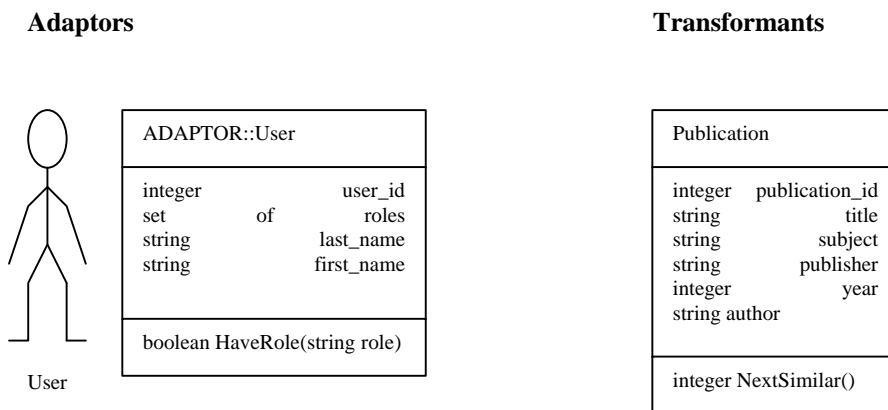 Adaptors
Transformants
ADAPTOR::User
integer user_id
set of roles
string last_name
string first_name
boolean HaveRole(string role)
User
Publication
integer publication_id
string title
string subject
string publisher
integer year
string author
integer NextSimilar()